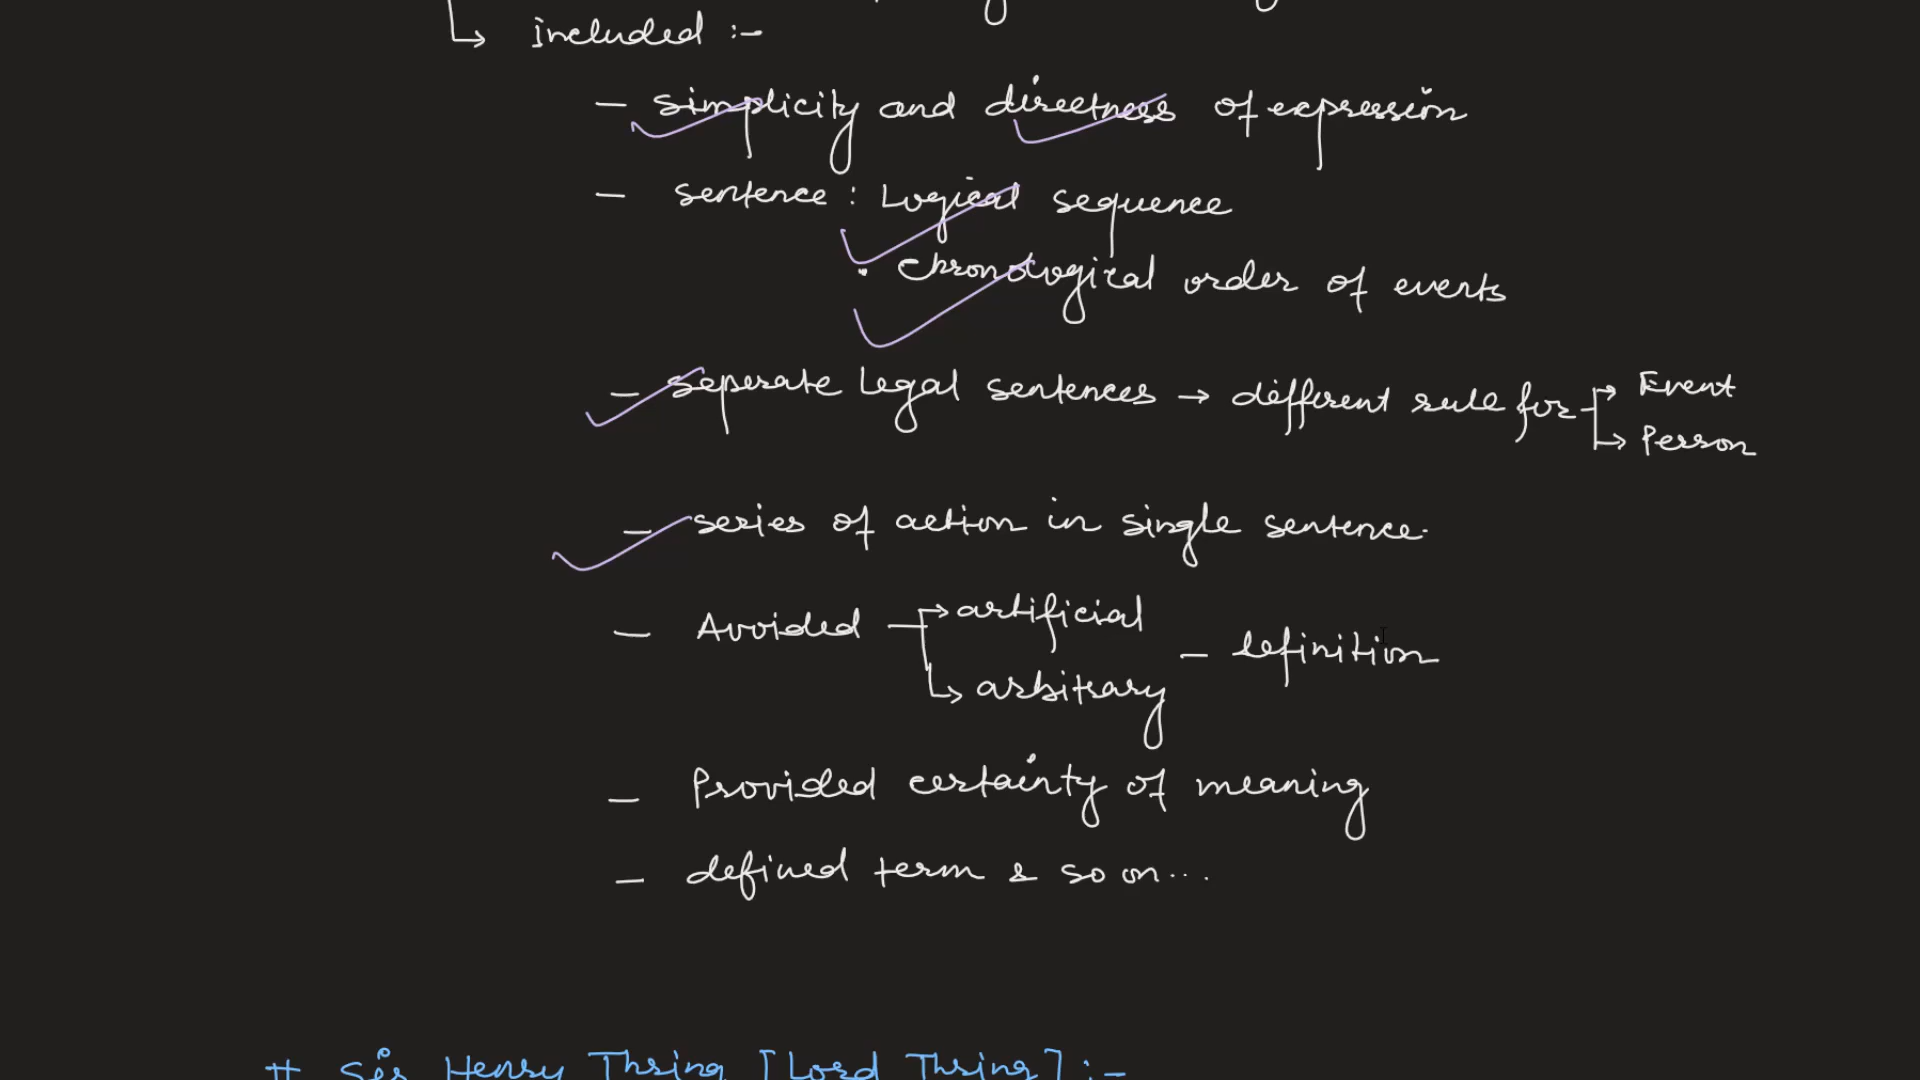 ↳ included :-
- simplicity and directness of expression
- sentence : Logical sequence
• Chronological order of events
- seperate Legal sentences → different rule for → Event
→ Person
- series of action in single sentence.
- Avoided → artificial
→ arbitrary - definition
- Provided certainty of meaning
- defined term & so on...
# Sir Henry Thring [Lord Thring] :-